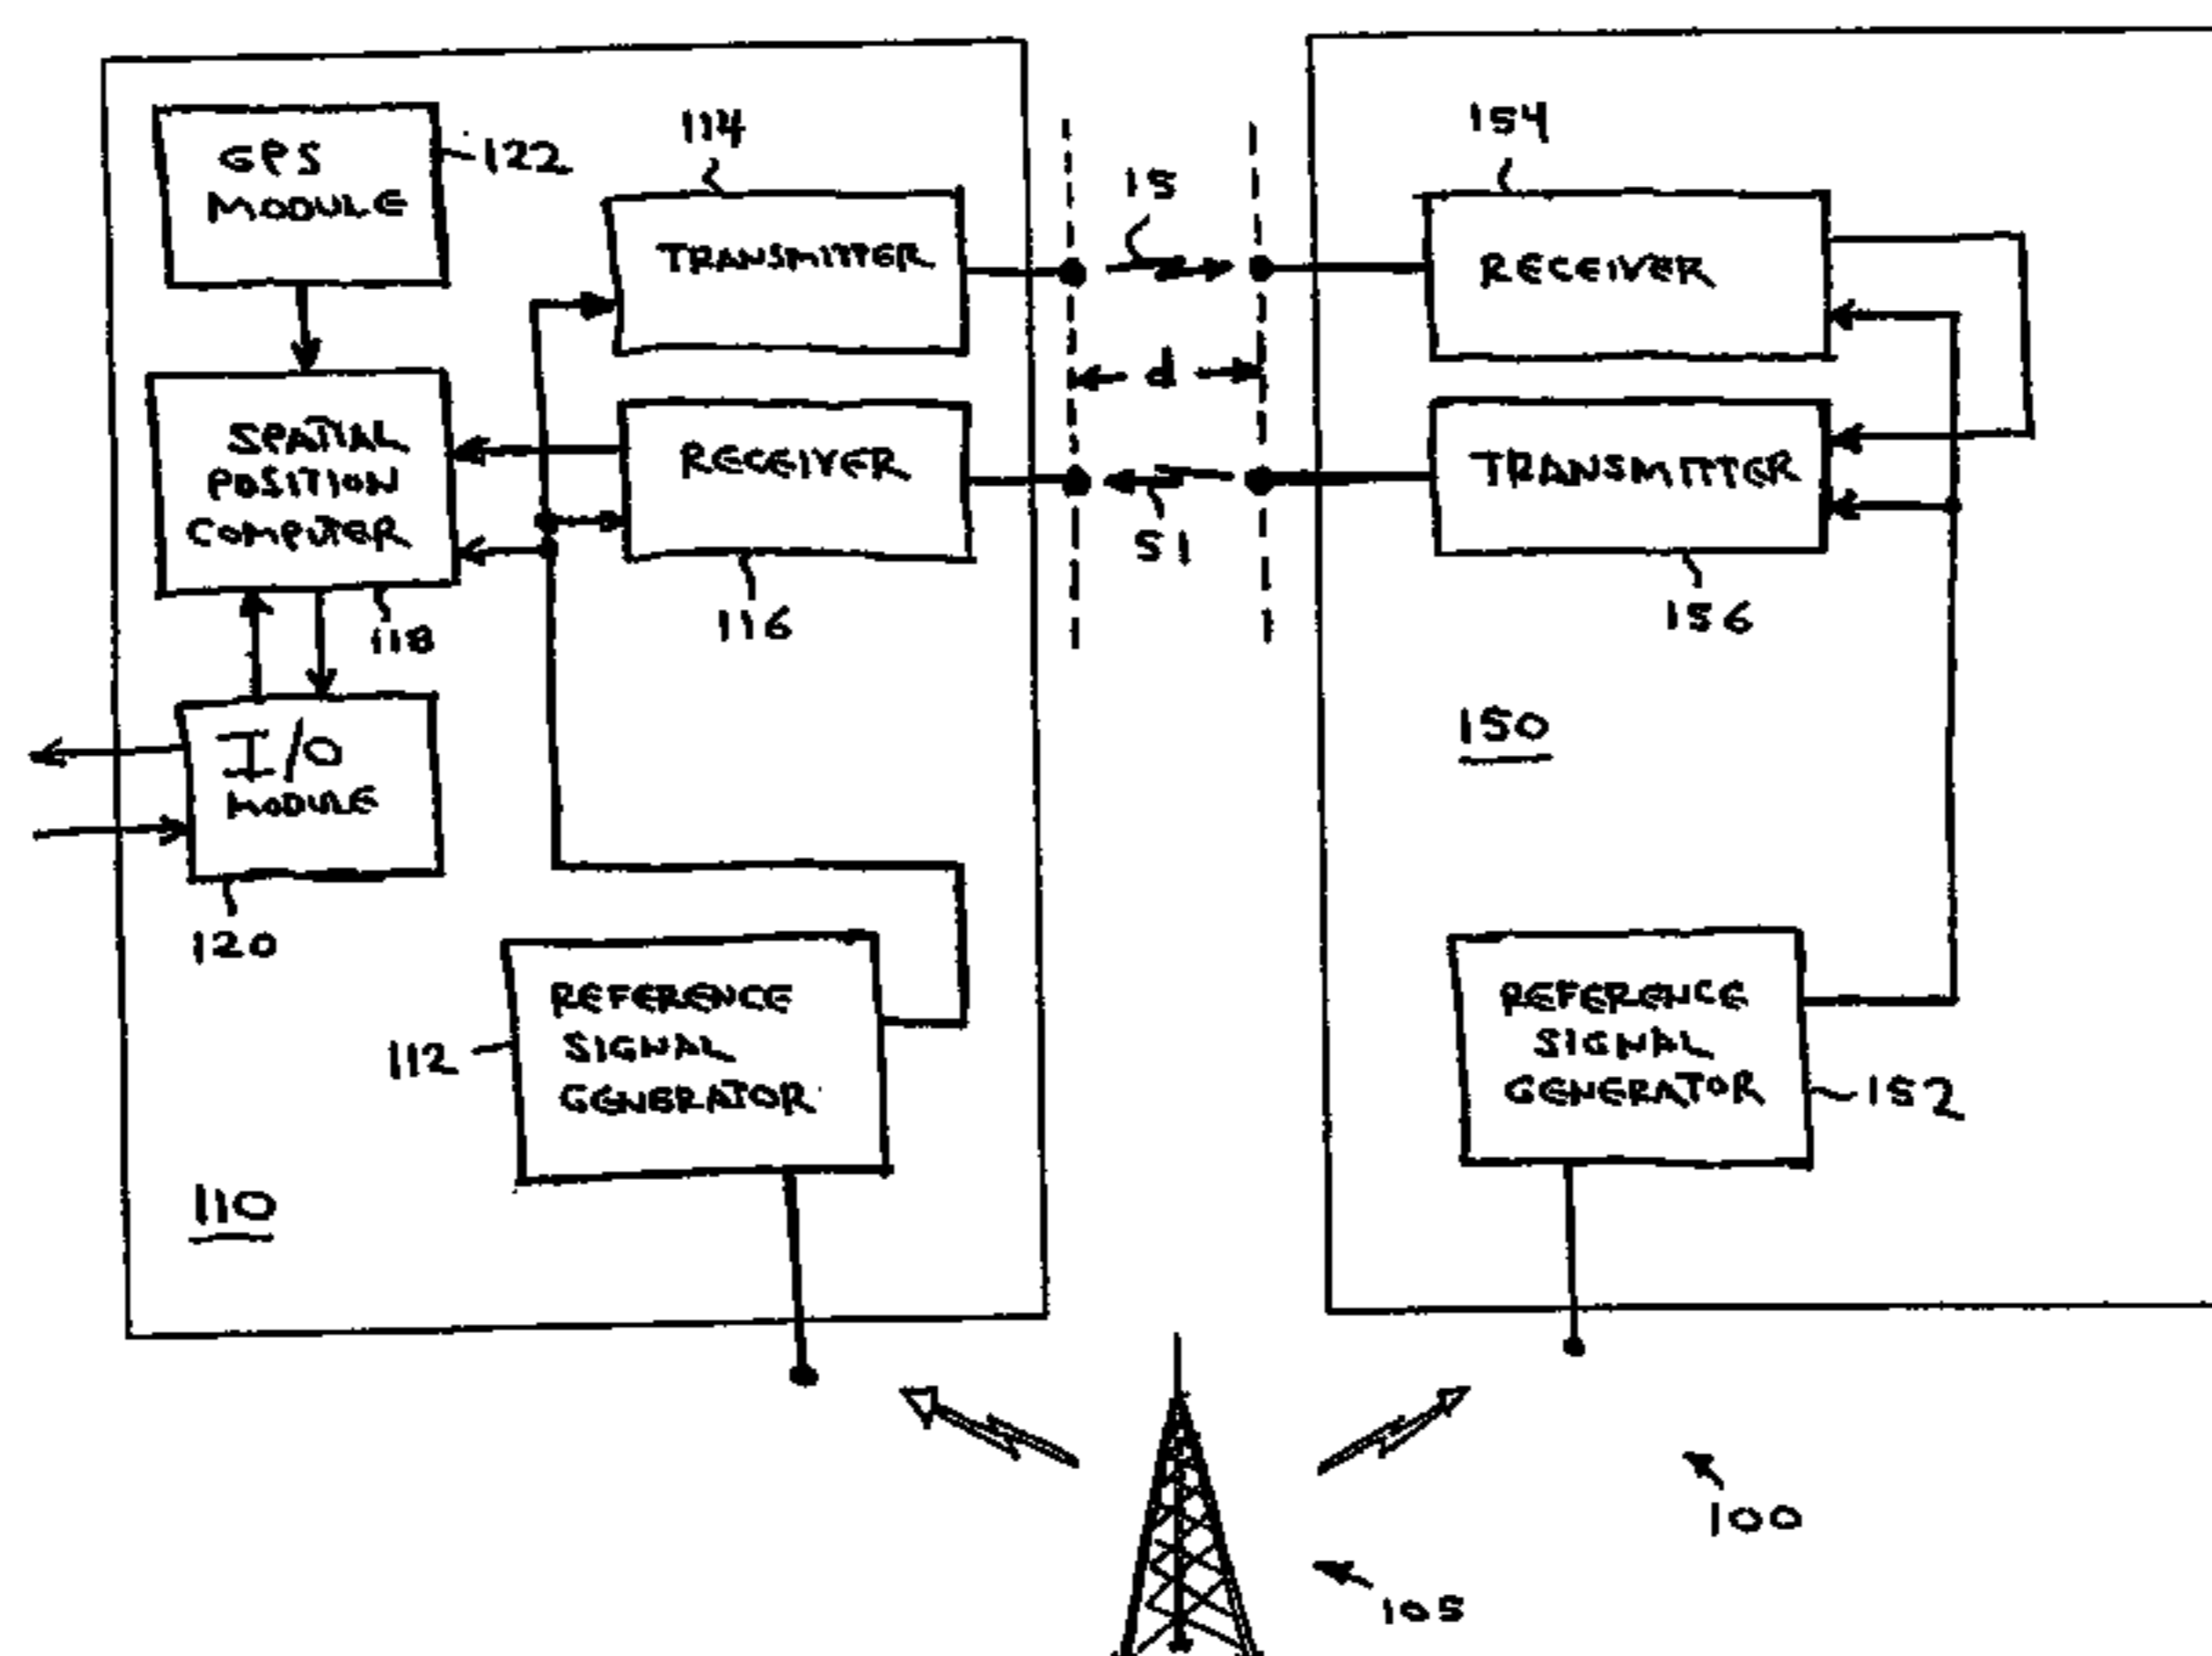 GPS
MODULE
122
114
TRANSMITTER
15
154
RECEIVER
d
SPATIAL
POSITION
COMPUTER
118
RECEIVER
116
51
TRANSMITTER
156
I/O
MODULE
120
150
REFERENCE
SIGNAL
GENERATOR
112
REFERENCE
SIGNAL
GENERATOR
152
110
100
105